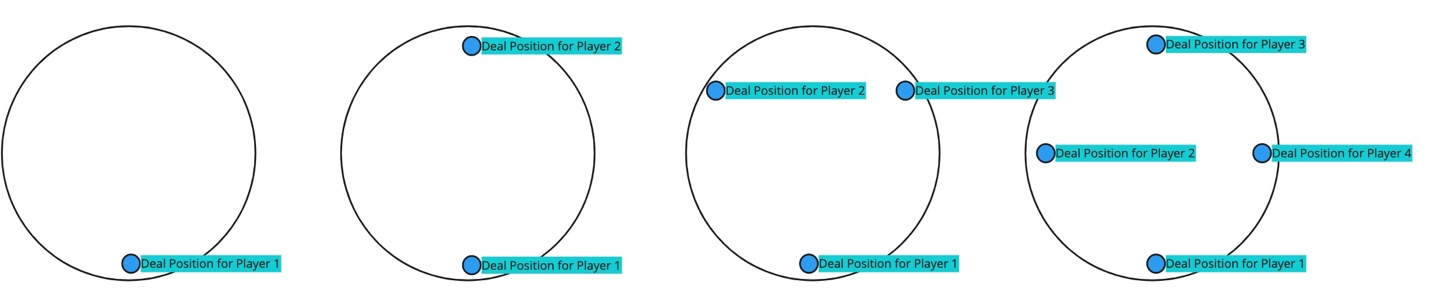 Deal Position for Player 1
Deal Position for Player 2
Deal Position for Player 1
Deal Position for Player 2
Deal Position for Player 3
Deal Position for Player 1
Deal Position for Player 3
Deal Position for Player 2
Deal Position for Player 4
Deal Position for Player 1